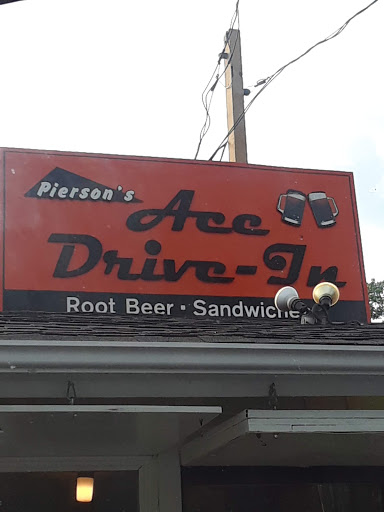 Pierson's
Ace
Drive-In
Root Beer · Sandwiche